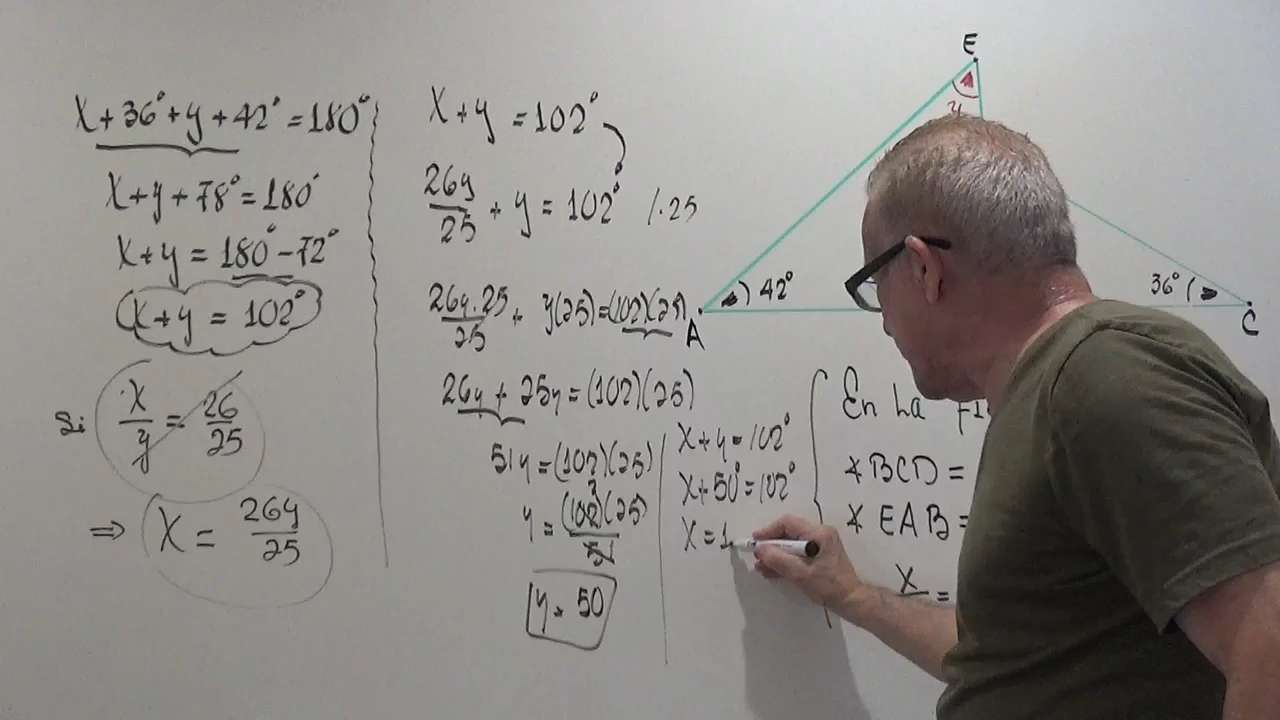 X + 36° + y + 42° = 180°
X + y + 78° = 180°
X + y = 180° - 72°
X + y = 102°
Si x/y = 26/25
⇒ X = 26y/25
X + y = 102°
26y/25 + y = 102° /.25
26y.25/25 + y(25) = (102)(25)
26y + 25y = (102)(25)
51y = (102)(25)
y = (102)(25)/51
2
y = 50
X + y = 102°
X + 50° = 102°
X = 1
E
y
A
42°
36°
C
En La
∡ BCD =
∡ EAB =
x =